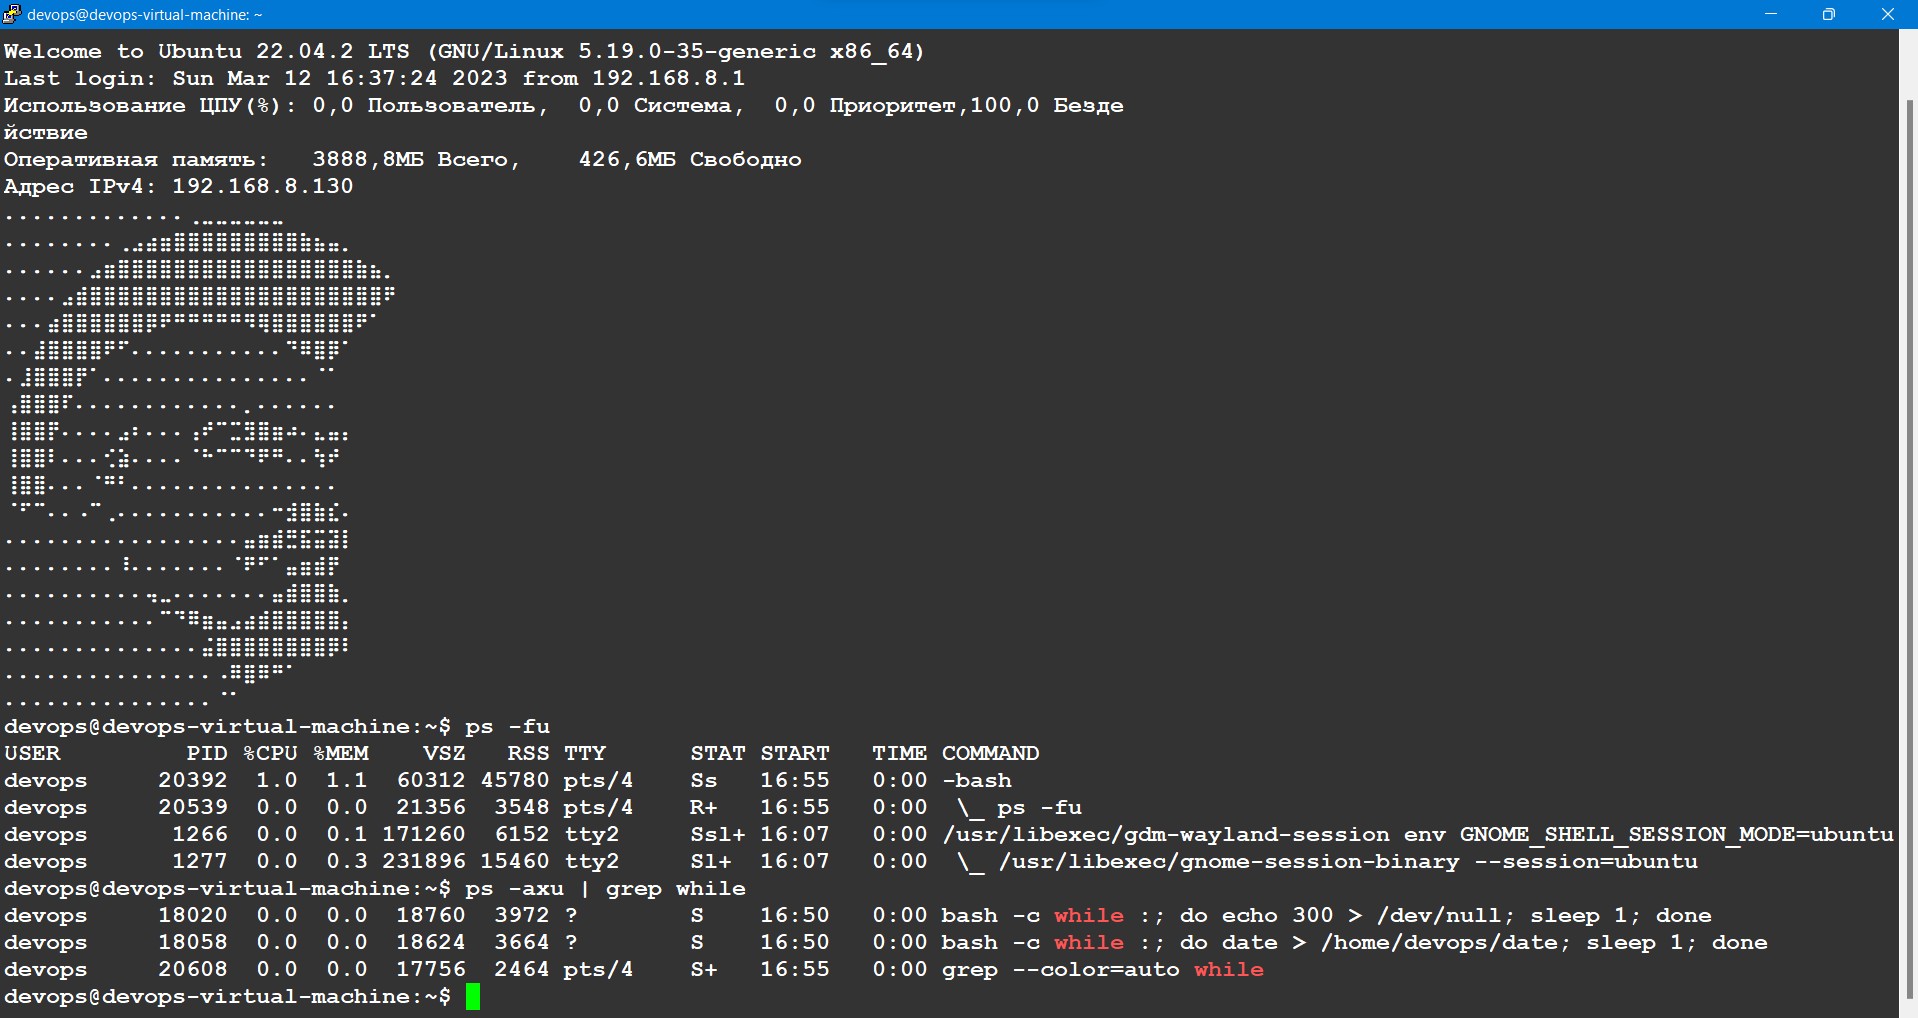 devops@devops-virtual-machine: ~
Welcome to Ubuntu 22.04.2 LTS (GNU/Linux 5.19.0-35-generic x86_64)
Last login: Sun Mar 12 16:37:24 2023 from 192.168.8.1
Использование ЦПУ(%): 0,0 Пользователь,  0,0 Система,  0,0 Приоритет,100,0 Безде
йствие
Оперативная память:   3888,8МБ Всего,    426,6МБ Свободно
Адрес IPv4: 192.168.8.130
devops@devops-virtual-machine:~$ ps -fu
USER         PID %CPU %MEM    VSZ   RSS TTY      STAT START   TIME COMMAND
devops     20392  1.0  1.1  60312 45780 pts/4    Ss   16:55   0:00 -bash
devops     20539  0.0  0.0  21356  3548 pts/4    R+   16:55   0:00  \_ ps -fu
devops      1266  0.0  0.1 171260  6152 tty2     Ssl+ 16:07   0:00 /usr/libexec/gdm-wayland-session env GNOME_SHELL_SESSION_MODE=ubuntu
devops      1277  0.0  0.3 231896 15460 tty2     Sl+  16:07   0:00  \_ /usr/libexec/gnome-session-binary --session=ubuntu
devops@devops-virtual-machine:~$ ps -axu | grep while
devops     18020  0.0  0.0  18760  3972 ?        S    16:50   0:00 bash -c while :; do echo 300 > /dev/null; sleep 1; done
devops     18058  0.0  0.0  18624  3664 ?        S    16:50   0:00 bash -c while :; do date > /home/devops/date; sleep 1; done
devops     20608  0.0  0.0  17756  2464 pts/4    S+   16:55   0:00 grep --color=auto while
devops@devops-virtual-machine:~$